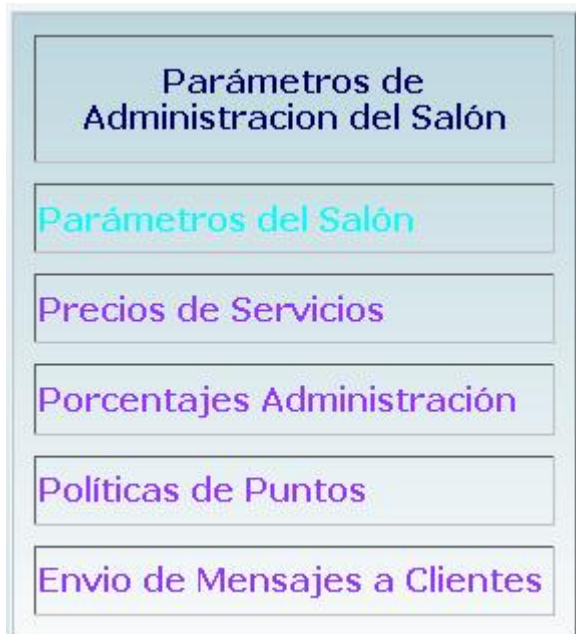 Parámetros de
Administracion del Salón
Parámetros del Salón
Precios de Servicios
Porcentajes Administración
Políticas de Puntos
Envio de Mensajes a Clientes